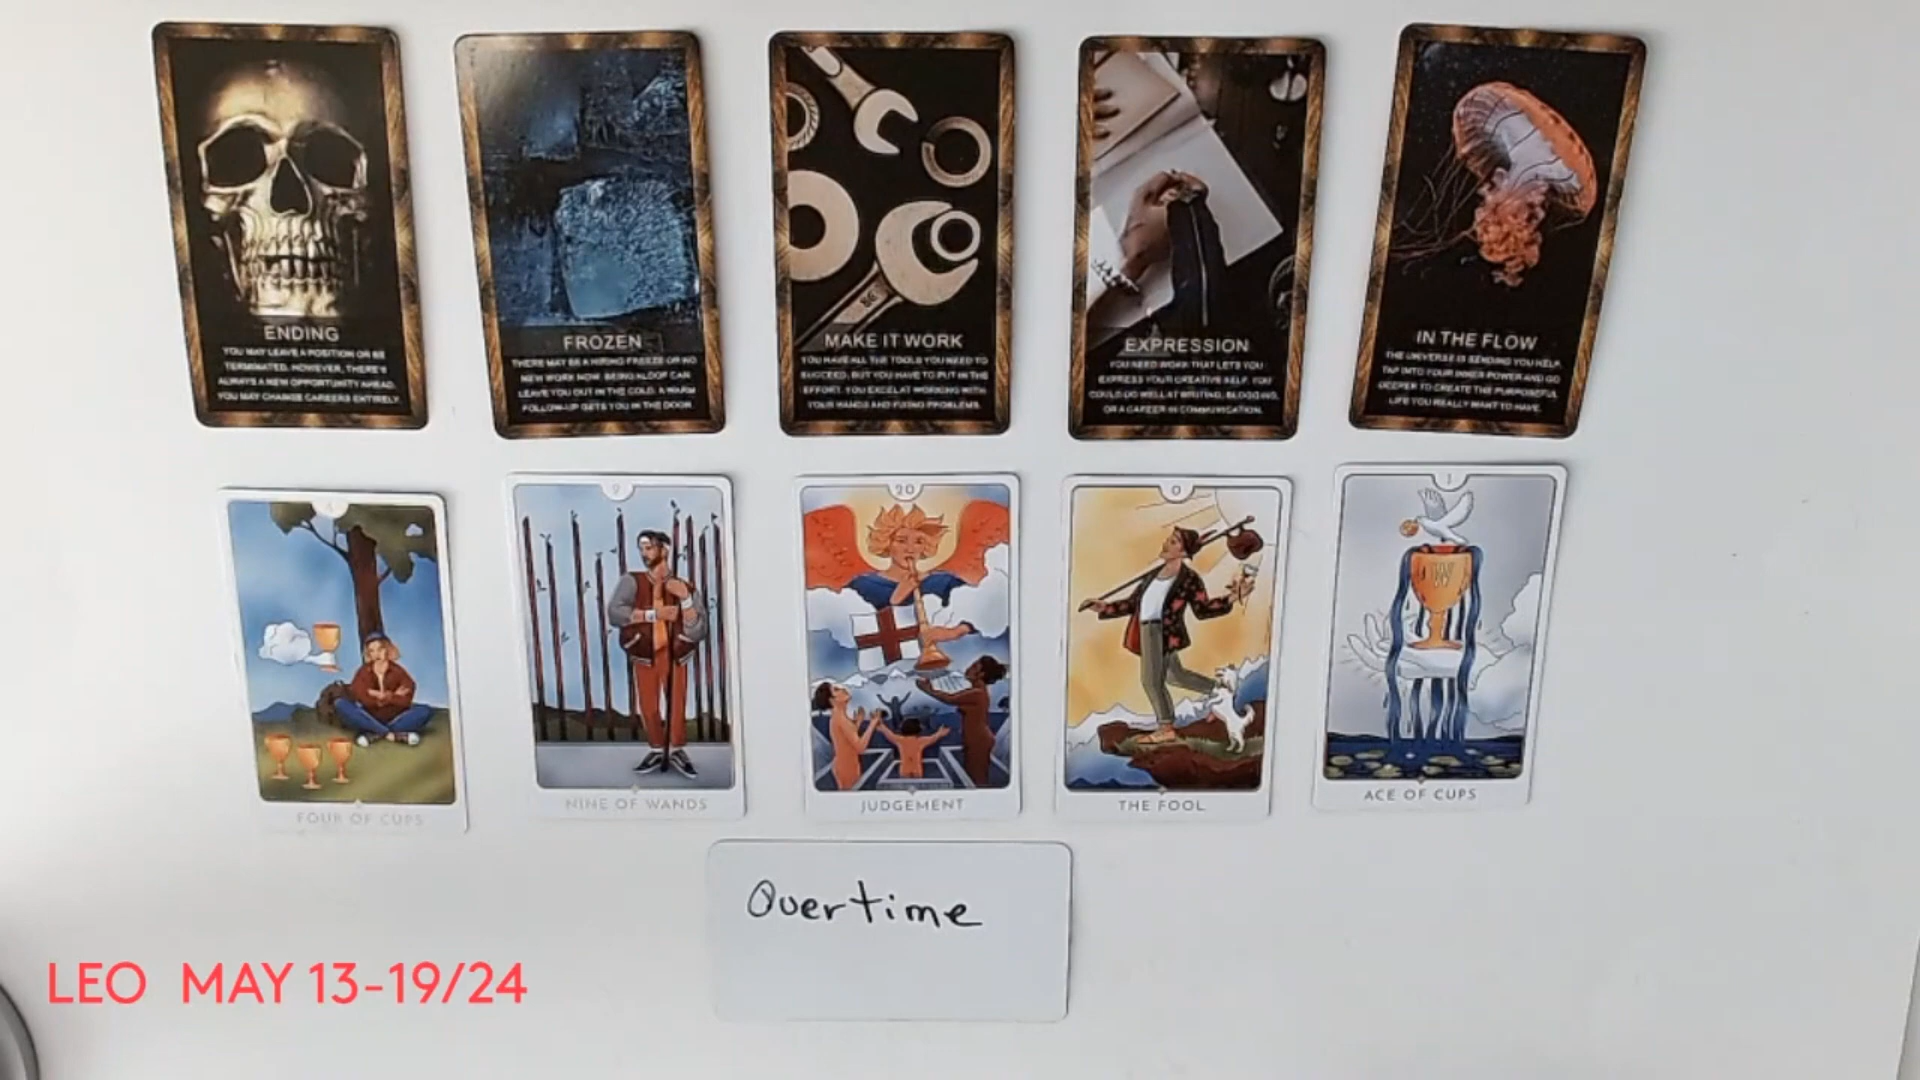 ENDING
YOU MAY LEAVE A POSITION OR BE
TERMINATED. HOWEVER, THERE'S
ALWAYS A NEW OPPORTUNITY AHEAD.
YOU MAY CHANGE CAREERS ENTIRELY.
FROZEN
THERE MAY BE A HIRING FREEZE OR NO
NEW WORK NOW. BEING ALOOF CAN
LEAVE YOU OUT IN THE COLD. A WARM
FOLLOW-UP GETS YOU IN THE DOOR.
86
MAKE IT WORK
YOU HAVE ALL THE TOOLS YOU NEED TO
SUCCEED, BUT YOU HAVE TO PUT IN THE
EFFORT. YOU EXCEL AT WORKING WITH
YOUR HANDS AND FIXING PROBLEMS.
EXPRESSION
YOU NEED WORK THAT LETS YOU
EXPRESS YOUR CREATIVE SELF. YOU
COULD DO WELL AT WRITING, BLOGGING,
OR A CAREER IN COMMUNICATION.
IN THE FLOW
THE UNIVERSE IS SENDING YOU HELP.
TAP INTO YOUR INNER POWER AND GO
DEEPER TO CREATE THE PURPOSEFUL
LIFE YOU REALLY WANT TO HAVE.
4
FOUR OF CUPS
9
NINE OF WANDS
20
JUDGEMENT
0
THE FOOL
1
W
ACE OF CUPS
Overtime
LEO MAY 13-19/24